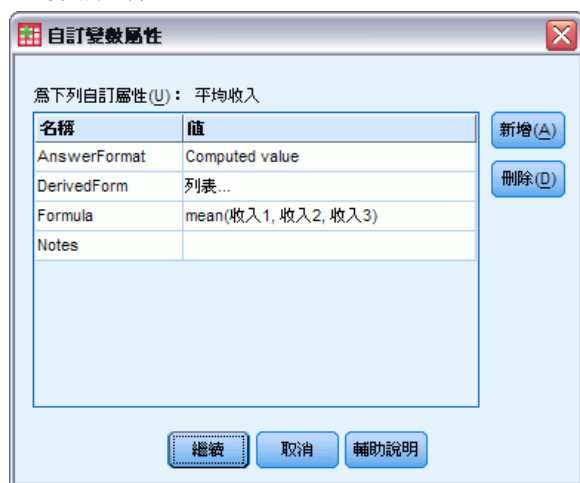 自訂變數屬性
為下列自訂屬性(U)： 平均收入
名稱 值
新增(A)
AnswerFormat Computed value
刪除(D)
DerivedForm 列表...
Formula mean(收入1, 收入2, 收入3)
Notes
繼續 取消 輔助說明